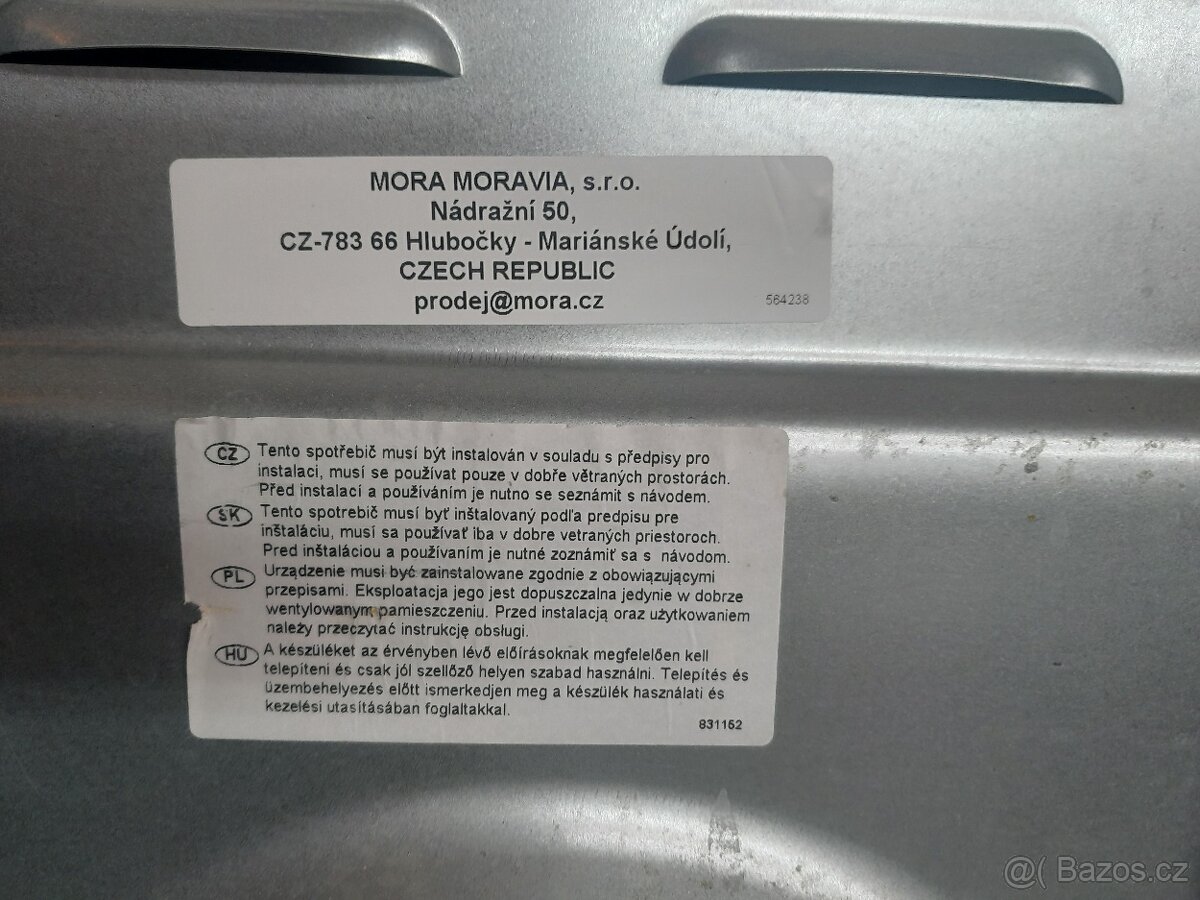 MORA MORAVIA, s.r.o.
Nádražní 50,
CZ-783 66 Hlubočky - Mariánské Údolí,
CZECH REPUBLIC
prodej@mora.cz
564238
CZ Tento spotřebič musí být instalován v souladu s předpisy pro
instalaci, musí se používat pouze v dobře větraných prostorách.
Před instalací a používáním je nutno se seznámit s návodem.
SK Tento spotrebič musí byť inštalovaný podľa predpisu pre
inštaláciu, musí sa používať iba v dobre vetraných priestoroch.
Pred inštaláciou a používaním je nutné zoznámiť sa s návodom.
PL Urządzenie musi być zainstalowane zgodnie z obowiązującymi
przepisami. Eksploatacja jego jest dopuszczalna jedynie w dobrze
wentylowanym pamieszczeniu. Przed instalacją oraz użytkowaniem
należy przeczytać instrukcję obsługi.
HU A készüléket az érvényben lévő előírásoknak megfelelően kell
telepíteni és csak jól szellőző helyen szabad használni. Telepítés és
üzembehelyezés előtt ismerkedjen meg a készülék használati és
kezelési utasításában foglaltakkal.
831152
@( Bazos.cz